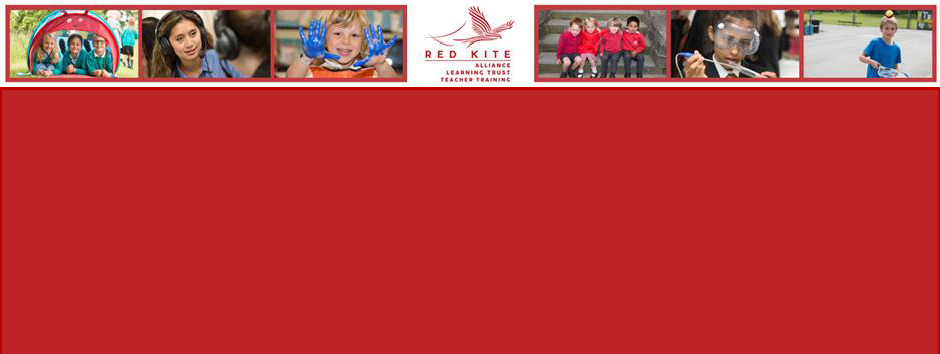 RED KITE
ALLIANCE
LEARNING TRUST
TEACHER TRAINING